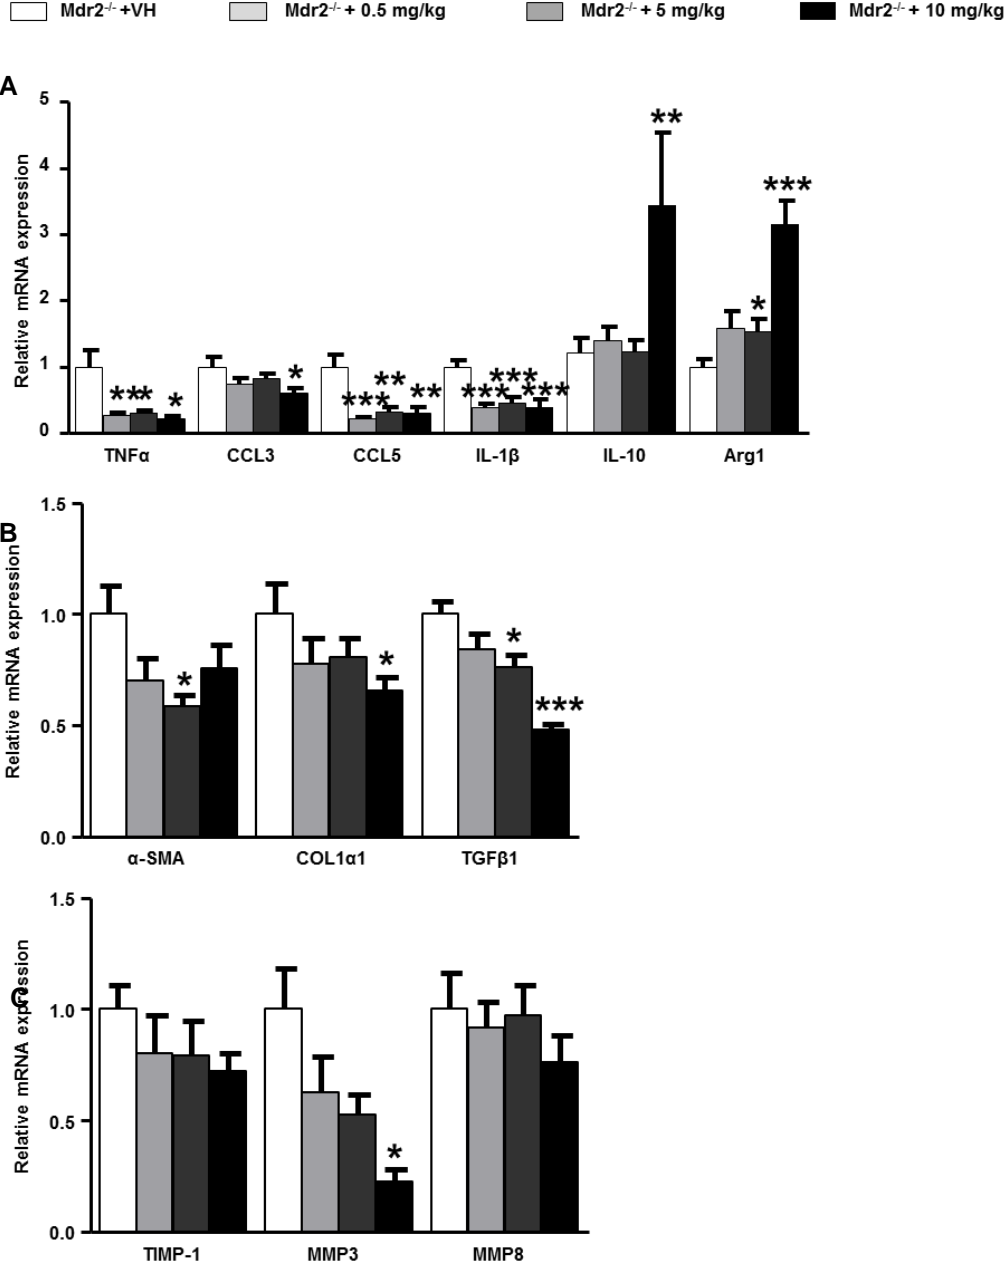 Mdr2-/- +VH Mdr2-/- + 0.5 mg/kg Mdr2-/- + 5 mg/kg Mdr2-/- + 10 mg/kg
A
Relative mRNA expression
5
4
3
2
1
0
** *** *
*** * * * *** ** ** *** *** ***
TNFα CCL3 CCL5 IL-1β IL-10 Arg1
B
Relative mRNA expression
1.5
1.0
0.5
0.0
* * * ***
α-SMA COL1α1 TGFβ1
C
Relative mRNA expression
1.5
1.0
0.5
0.0
*
TIMP-1 MMP3 MMP8